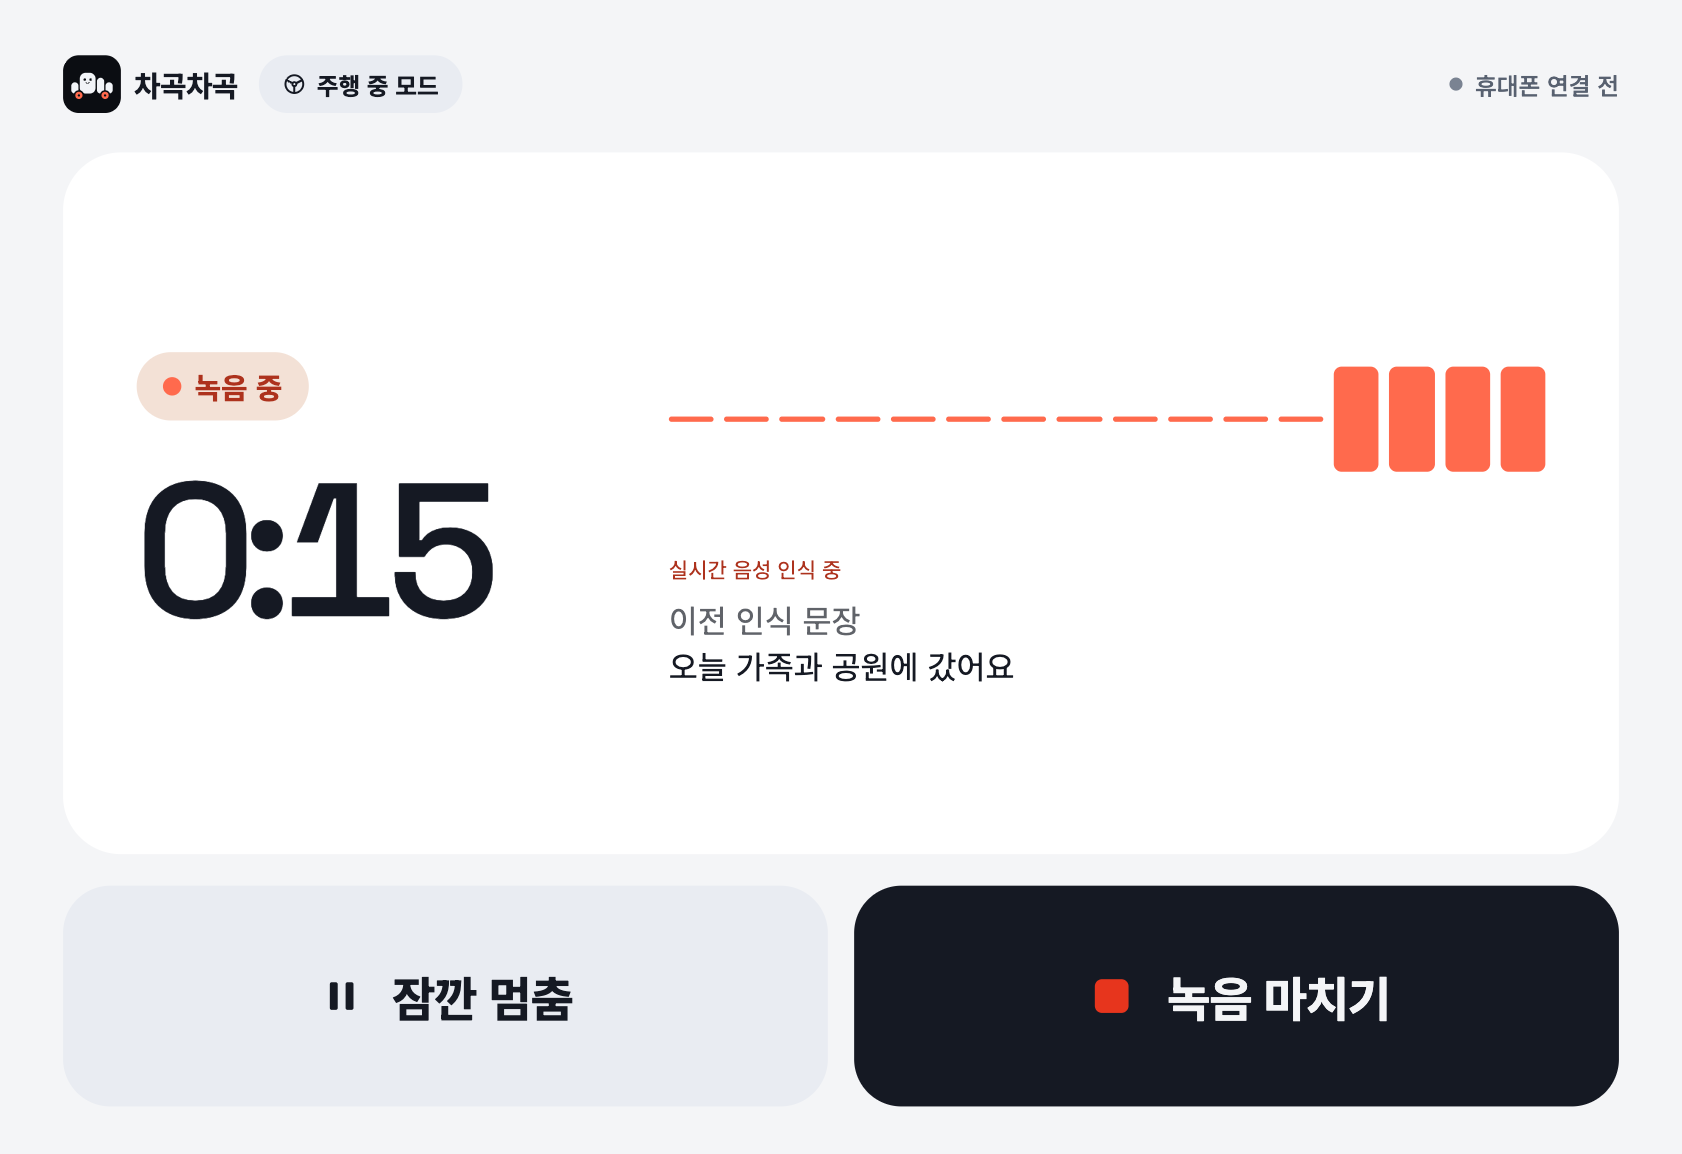 차곡차곡
주행 중 모드
휴대폰 연결 전
녹음 중
0:15
실시간 음성 인식 중
이전 인식 문장
오늘 가족과 공원에 갔어요
잠깐 멈춤
녹음 마치기